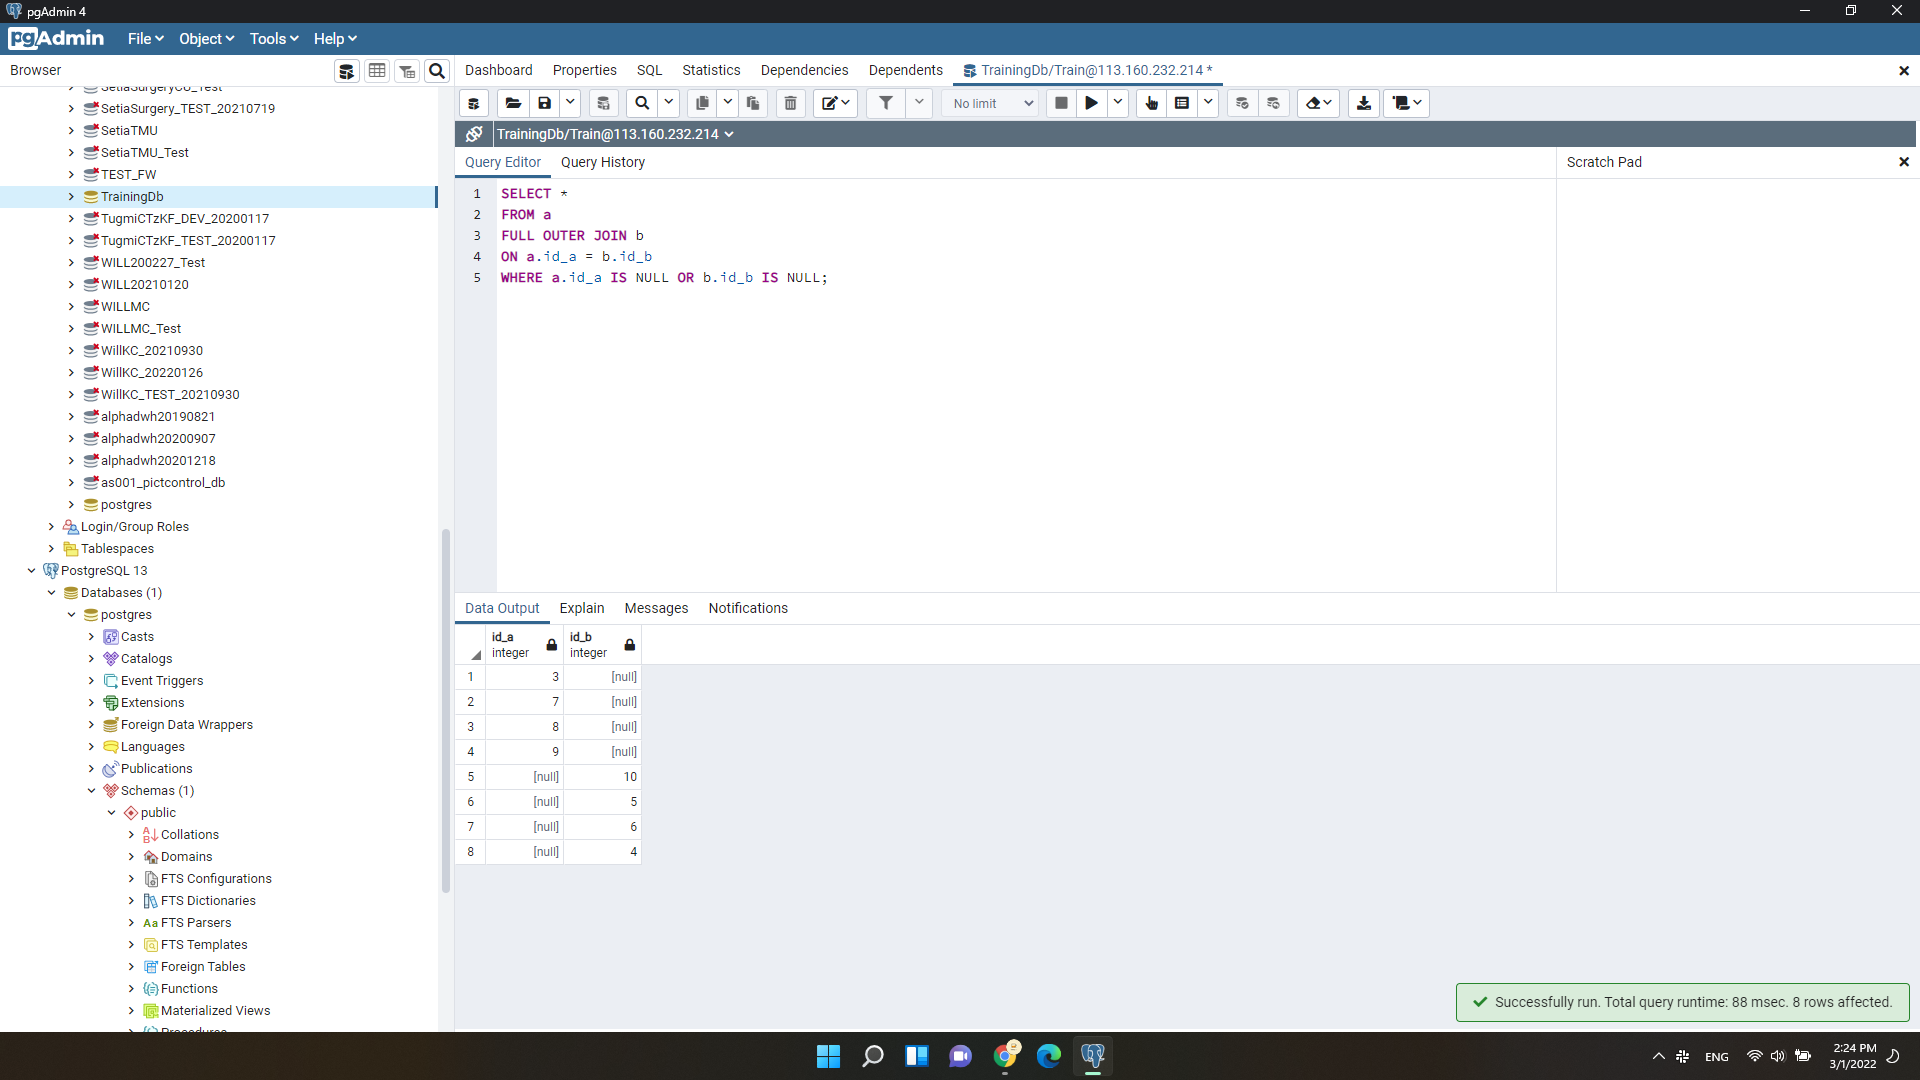 pgAdmin 4
pgAdmin File Object Tools Help
Browser
SetiaSurgeryCO_Test
SetiaSurgery_TEST_20210719
SetiaTMU
SetiaTMU_Test
TEST_FW
TrainingDb
TugmiCTzKF_DEV_20200117
TugmiCTzKF_TEST_20200117
WILL200227_Test
WILL20210120
WILLMC
WILLMC_Test
WillKC_20210930
WillKC_20220126
WillKC_TEST_20210930
alphadwh20190821
alphadwh20200907
alphadwh20201218
as001_pictcontrol_db
postgres
Login/Group Roles
Tablespaces
PostgreSQL 13
Databases (1)
postgres
Casts
Catalogs
Event Triggers
Extensions
Foreign Data Wrappers
Languages
Publications
Schemas (1)
public
Collations
Domains
FTS Configurations
FTS Dictionaries
Aa FTS Parsers
FTS Templates
Foreign Tables
Functions
Materialized Views
Procedures
Dashboard Properties SQL Statistics Dependencies Dependents TrainingDb/Train@113.160.232.214 *
No limit
TrainingDb/Train@113.160.232.214
Query Editor Query History
Scratch Pad
1 SELECT *
2 FROM a
3 FULL OUTER JOIN b
4 ON a.id_a = b.id_b
5 WHERE a.id_a IS NULL OR b.id_b IS NULL;
Data Output Explain Messages Notifications
id_a id_b
integer integer
1 3 [null]
2 7 [null]
3 8 [null]
4 9 [null]
5 [null] 10
6 [null] 5
7 [null] 6
8 [null] 4
Successfully run. Total query runtime: 88 msec. 8 rows affected.
ENG
2:24 PM
3/1/2022